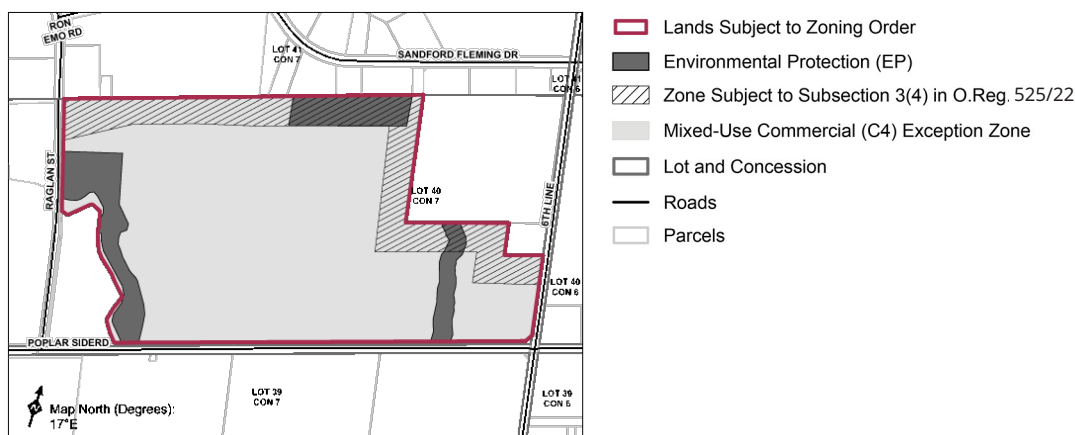 RON
EMO RD
LOT 41
CON 7
SANDFORD FLEMING DR
LOT 41
CON 6
RAGLAN ST
LOT 40
CON 7
6TH LINE
LOT 40
CON 6
POPLAR SIDERD
LOT 39
CON 7
LOT 39
CON 6
N
Map North (Degrees):
17°E
Lands Subject to Zoning Order
Environmental Protection (EP)
Zone Subject to Subsection 3(4) in O.Reg. 525/22
Mixed-Use Commercial (C4) Exception Zone
Lot and Concession
Roads
Parcels